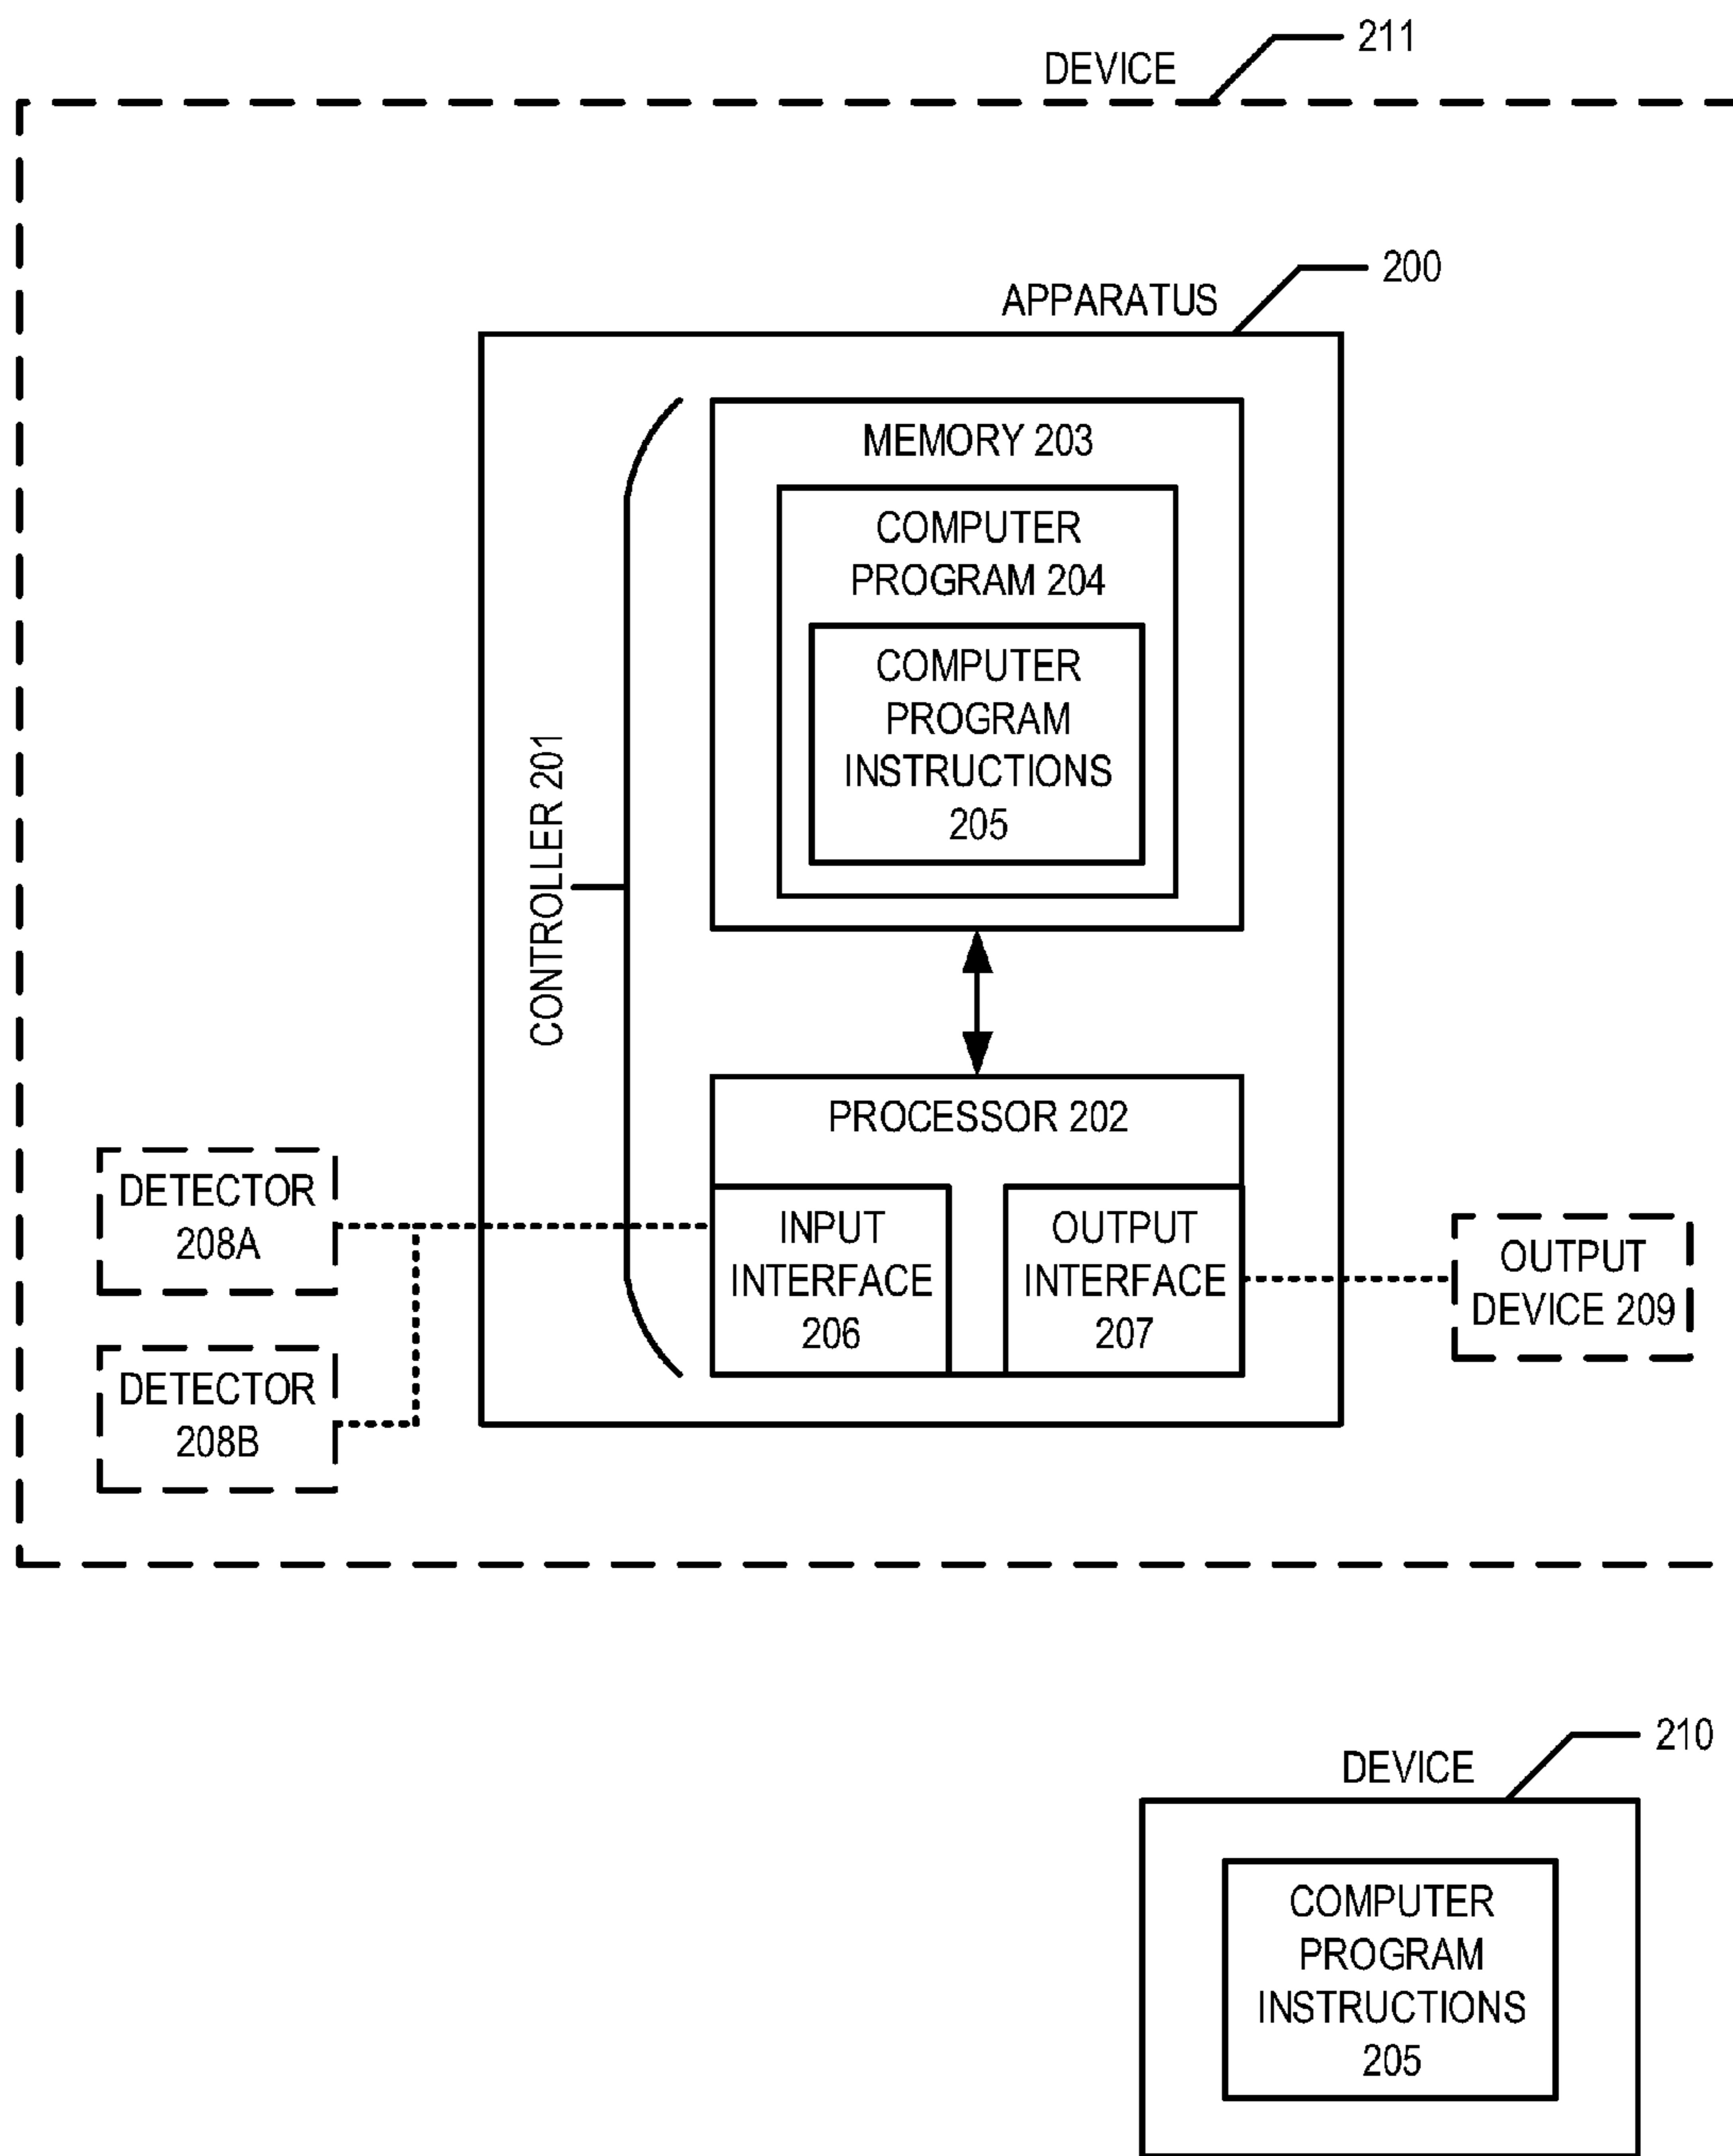 211
DEVICE
200
APPARATUS
MEMORY 203
COMPUTER
PROGRAM 204
COMPUTER
PROGRAM
INSTRUCTIONS
205
CONTROLLER 201
PROCESSOR 202
DETECTOR
208A
INPUT
INTERFACE
206
OUTPUT
INTERFACE
207
OUTPUT
DEVICE 209
DETECTOR
208B
210
DEVICE
COMPUTER
PROGRAM
INSTRUCTIONS
205